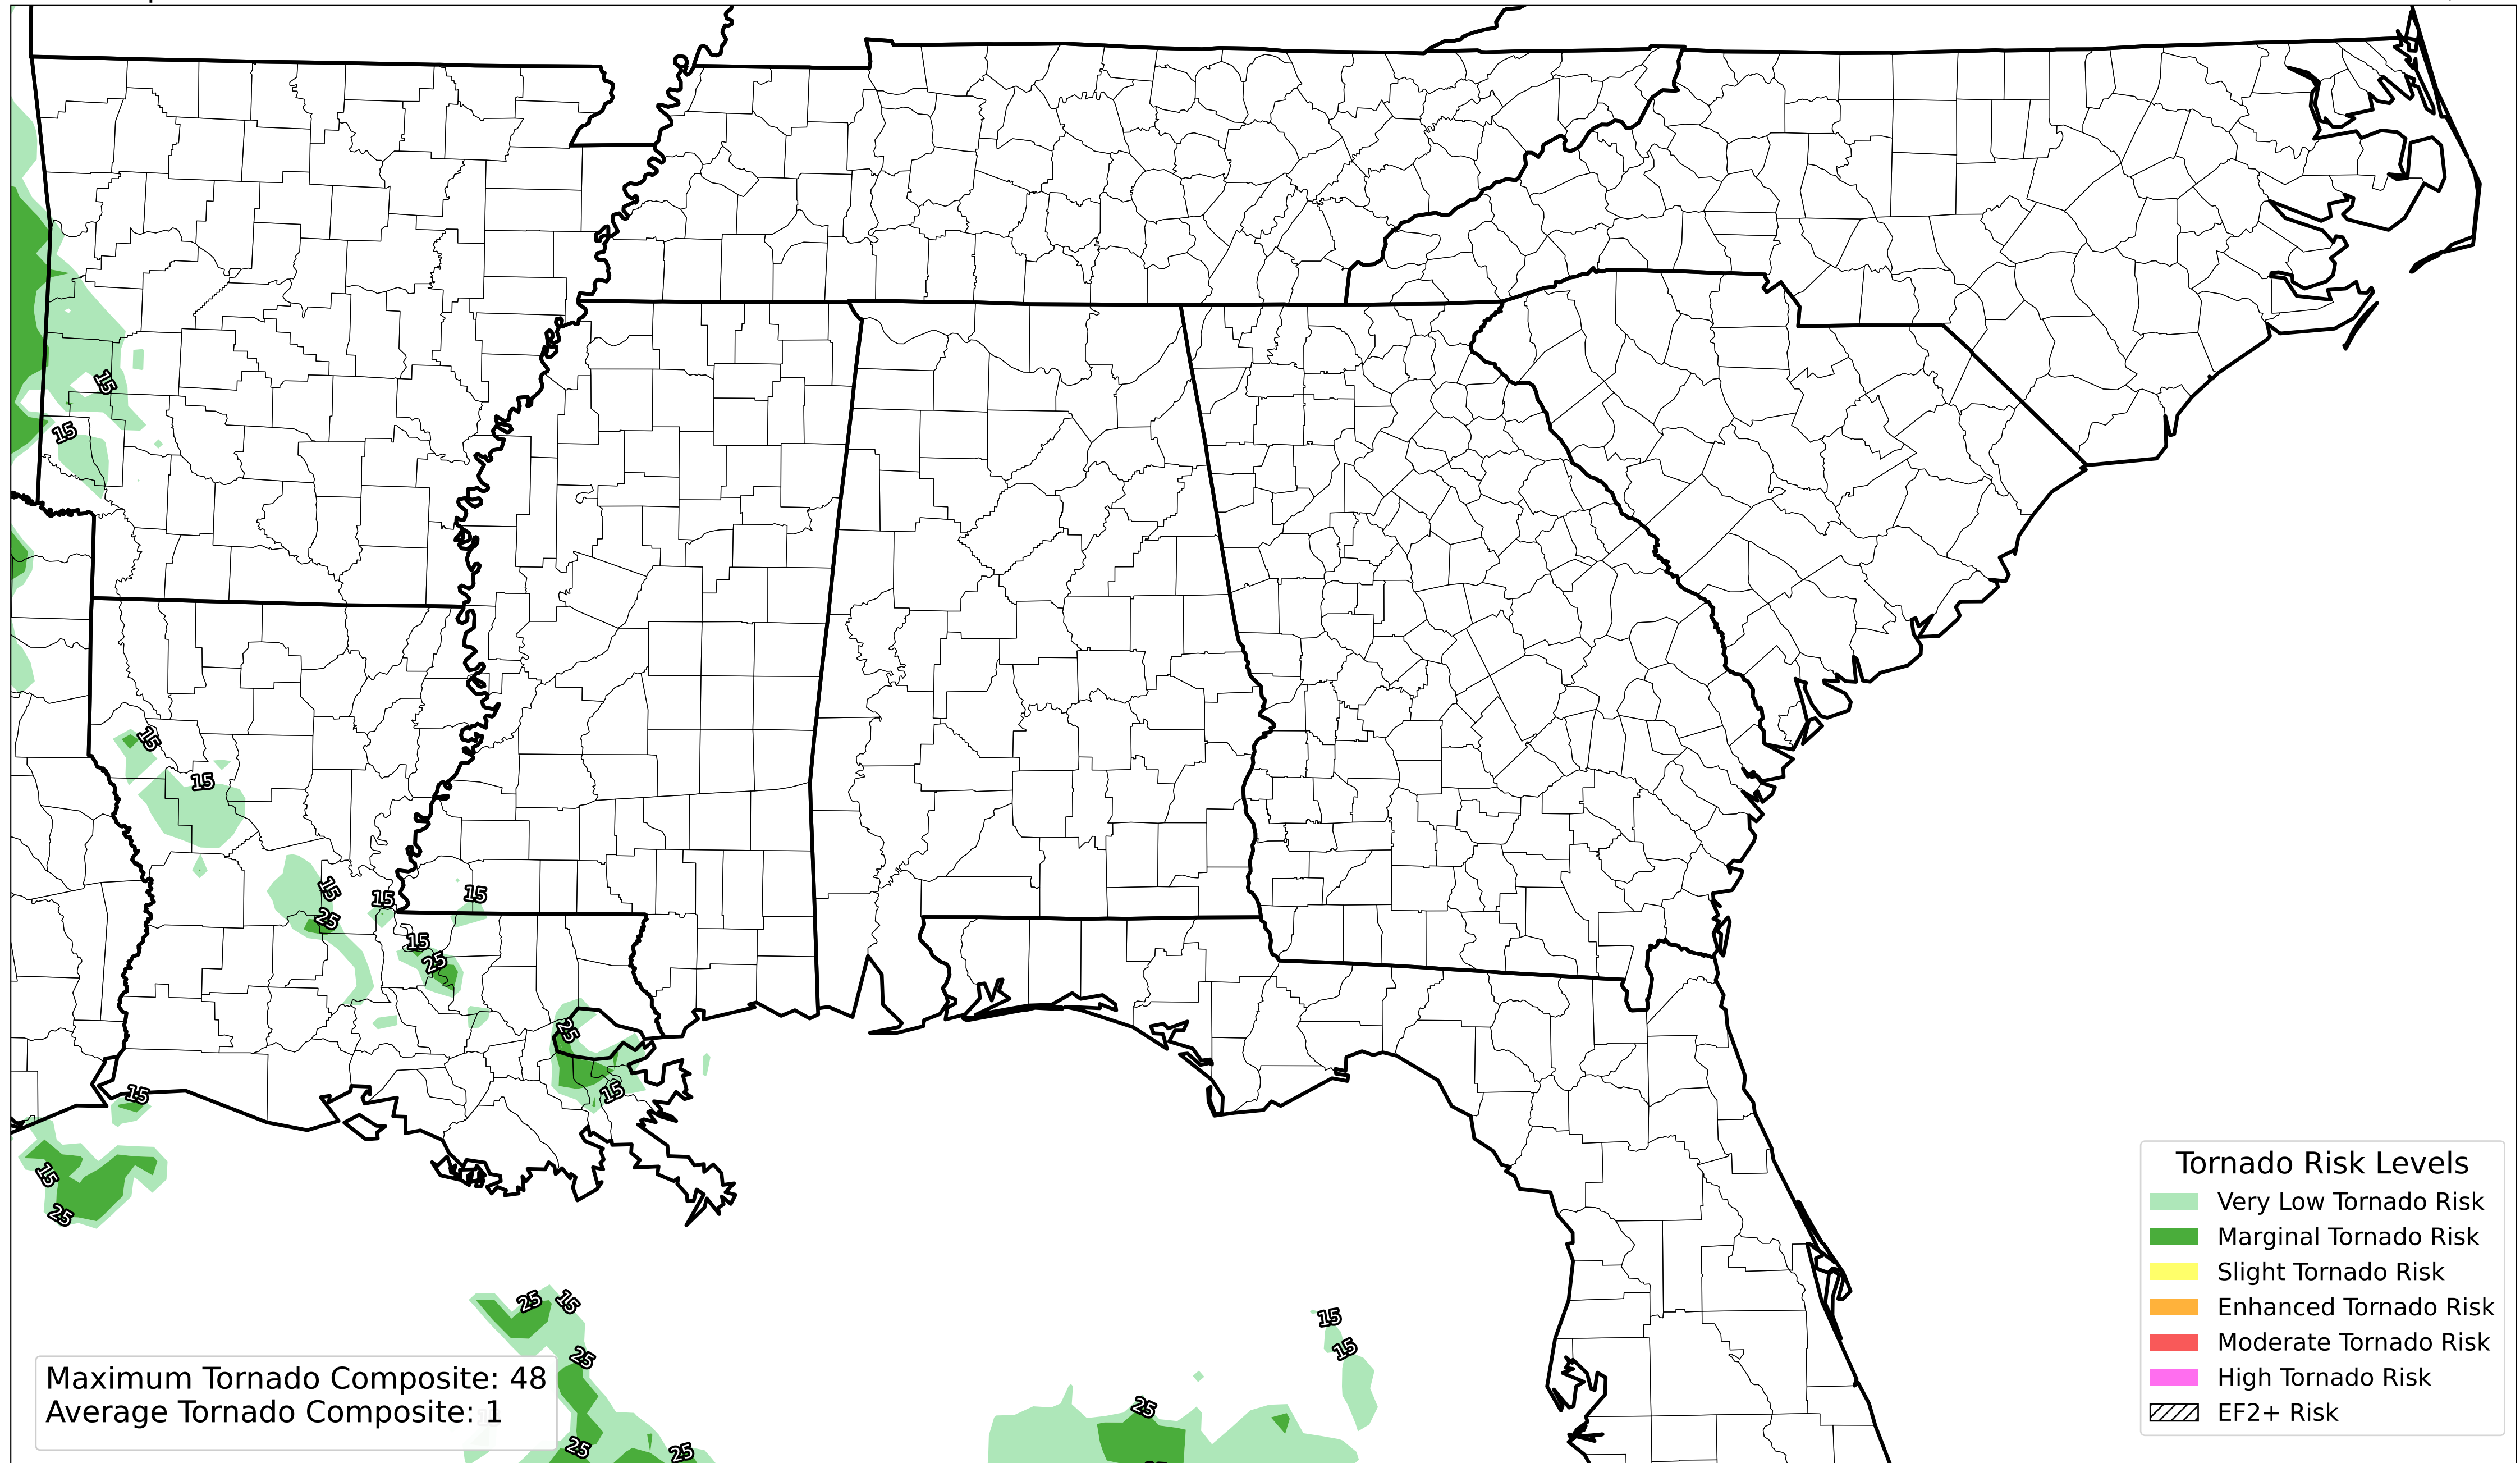 15
15
15
15
15
25
15
15
15
25
25
15
15
15
25
25
15
25
25
25
15
15
25
Maximum Tornado Composite: 48
Average Tornado Composite: 1
Tornado Risk Levels
Very Low Tornado Risk
Marginal Tornado Risk
Slight Tornado Risk
Enhanced Tornado Risk
Moderate Tornado Risk
High Tornado Risk
EF2+ Risk